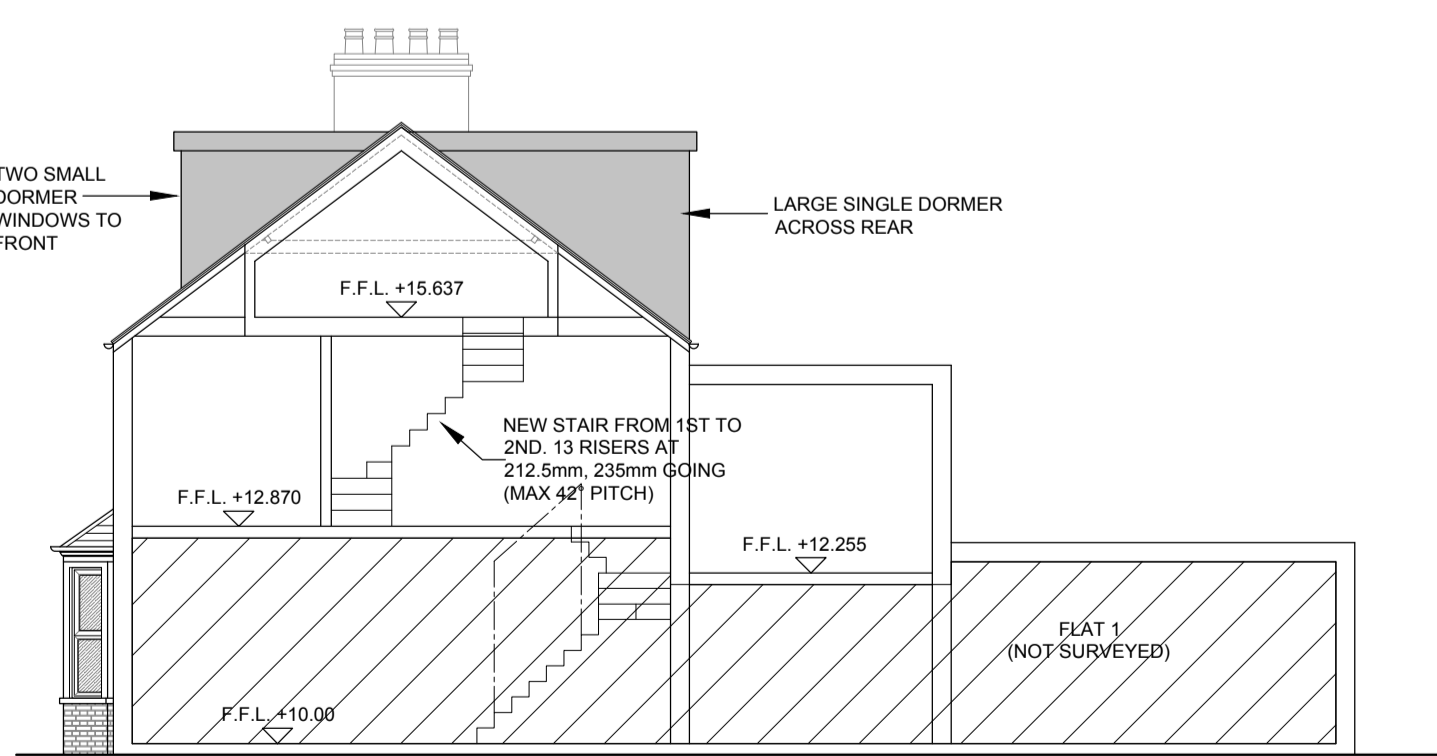 TWO SMALL
DORMER
WINDOWS TO
FRONT
LARGE SINGLE DORMER
ACROSS REAR
F.F.L. +15.637
NEW STAIR FROM 1ST TO
2ND. 13 RISERS AT
212.5mm, 235mm GOING
(MAX 42° PITCH)
F.F.L. +12.870
F.F.L. +12.255
FLAT 1
(NOT SURVEYED)
F.F.L. +10.00